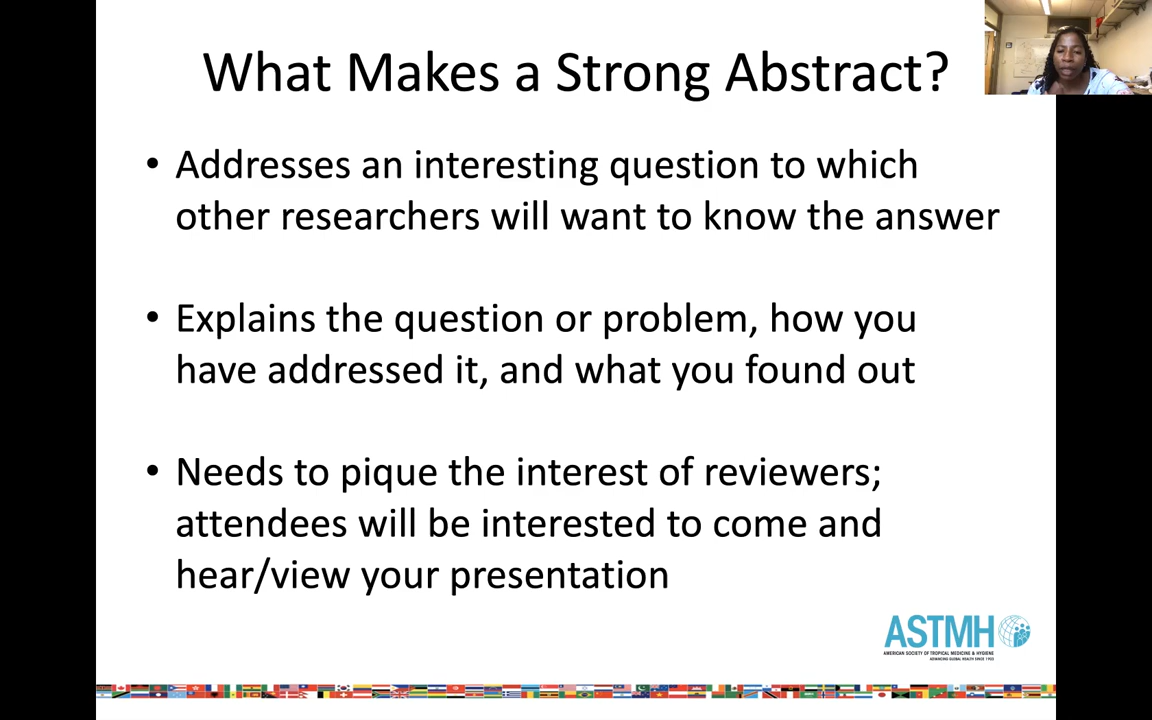 What Makes a Strong Abstract?
• Addresses an interesting question to which
other researchers will want to know the answer
• Explains the question or problem, how you
have addressed it, and what you found out
• Needs to pique the interest of reviewers;
attendees will be interested to come and
hear/view your presentation
ASTMH
AMERICAN SOCIETY OF TROPICAL MEDICINE & HYGIENE
ADVANCING GLOBAL HEALTH SINCE 1903